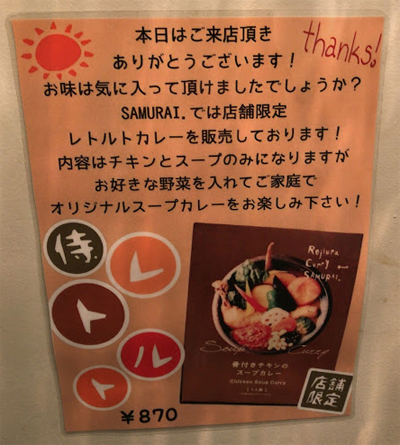 thanks!
本日はご来店頂き
ありがとうございます！
お味は気に入って頂けましたでしょうか？
SAMURAI.では店舗限定
レトルトカレーを販売しております！
内容はチキンとスープのみになりますが
お好きな野菜を入れてご家庭で
オリジナルスープカレーをお楽しみ下さい！
侍.
レ
ト
ル
ト
¥870
Rejiura
Curry
SAMURAI.
Soup Curry
骨付きチキンの
スープカレー
Chicken Soup Curry
店舗
限定